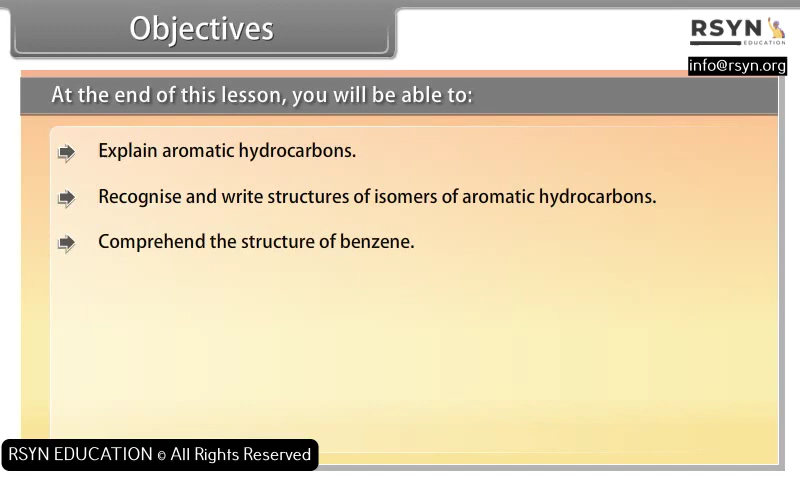 Objectives
RSYN
EDUCATION
info@rsyn.org
At the end of this lesson, you will be able to:
Explain aromatic hydrocarbons.
Recognise and write structures of isomers of aromatic hydrocarbons.
Comprehend the structure of benzene.
RSYN EDUCATION © All Rights Reserved